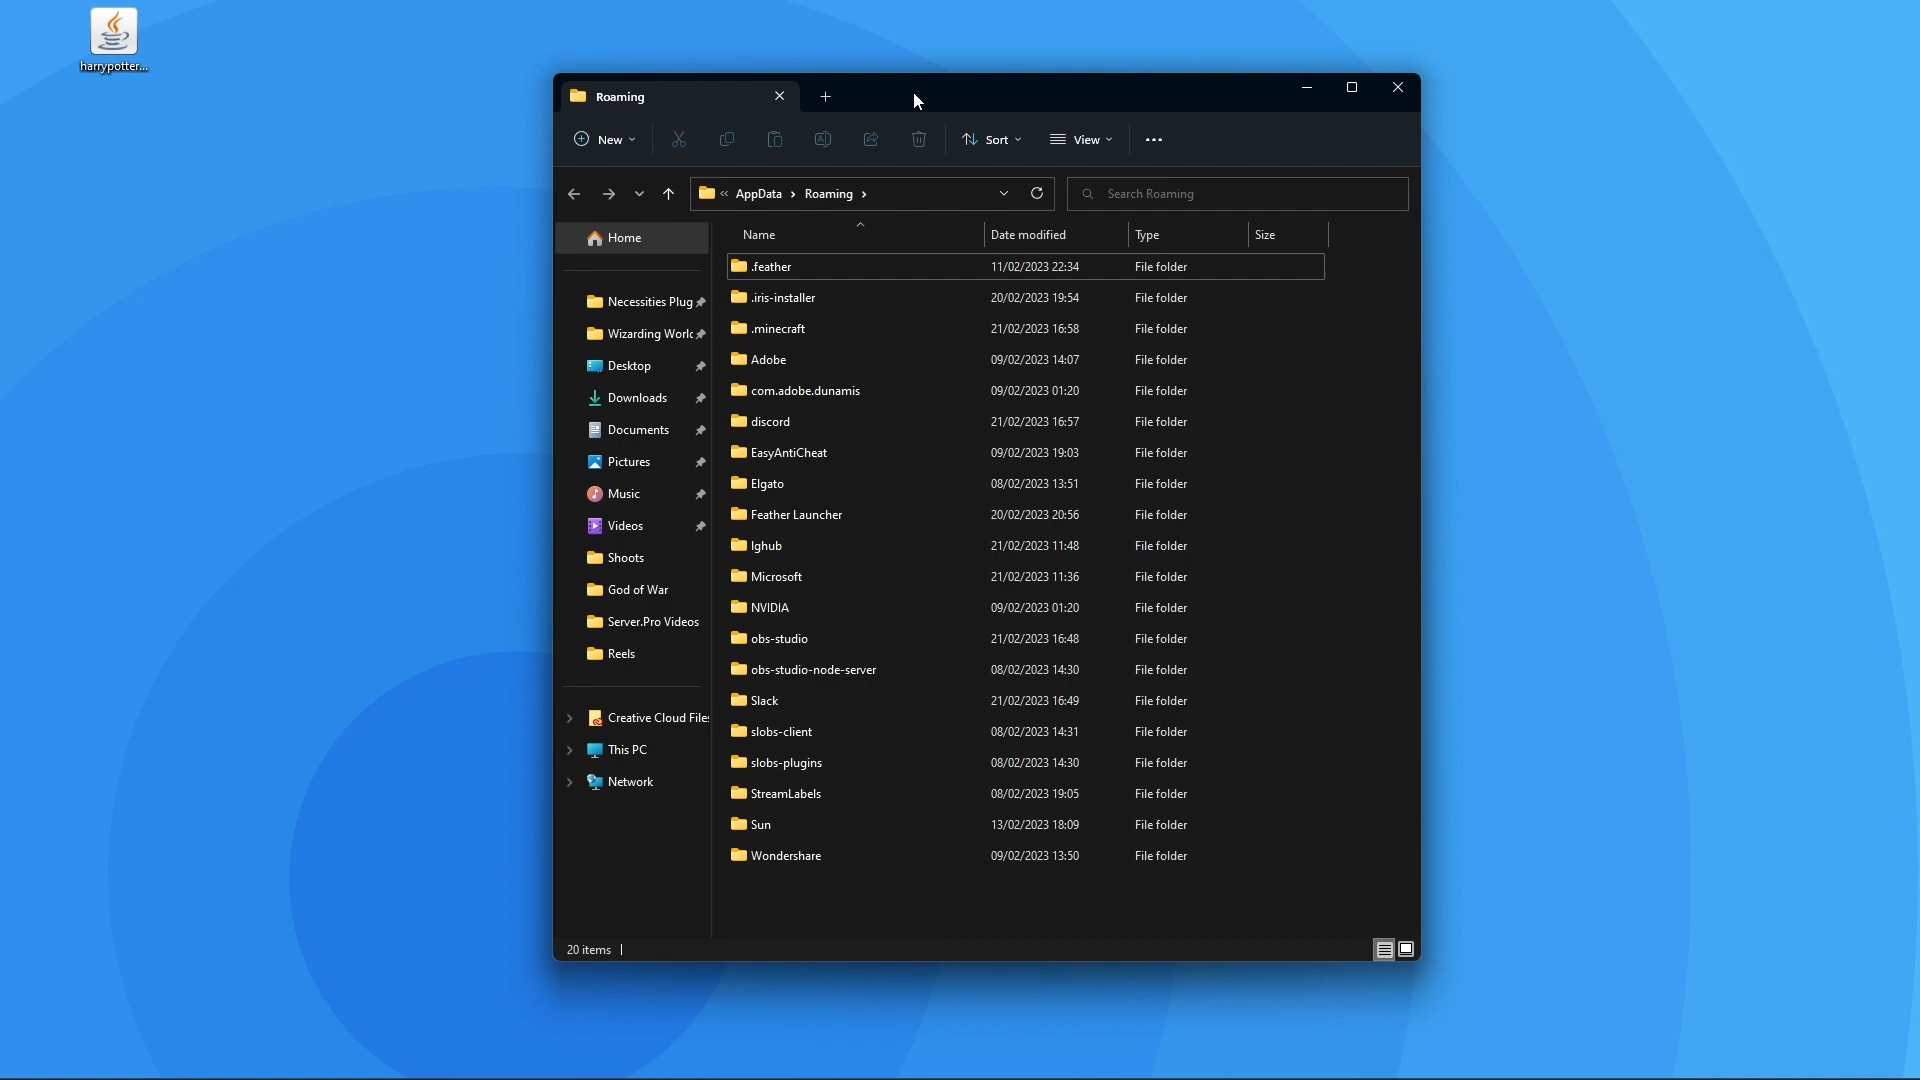 harrypotter...
Roaming
New
Sort
View
AppData
Roaming
Search Roaming
Home
Necessities Plug
Wizarding Worlc
Desktop
Downloads
Documents
Pictures
Music
Videos
Shoots
God of War
Server.Pro Videos
Reels
Creative Cloud Files
This PC
Network
Name Date modified Type Size
.feather 11/02/2023 22:34 File folder
.iris-installer 20/02/2023 19:54 File folder
.minecraft 21/02/2023 16:58 File folder
Adobe 09/02/2023 14:07 File folder
com.adobe.dunamis 09/02/2023 01:20 File folder
discord 21/02/2023 16:57 File folder
EasyAntiCheat 09/02/2023 19:03 File folder
Elgato 08/02/2023 13:51 File folder
Feather Launcher 20/02/2023 20:56 File folder
lghub 21/02/2023 11:48 File folder
Microsoft 21/02/2023 11:36 File folder
NVIDIA 09/02/2023 01:20 File folder
obs-studio 21/02/2023 16:48 File folder
obs-studio-node-server 08/02/2023 14:30 File folder
Slack 21/02/2023 16:49 File folder
slobs-client 08/02/2023 14:31 File folder
slobs-plugins 08/02/2023 14:30 File folder
StreamLabels 08/02/2023 19:05 File folder
Sun 13/02/2023 18:09 File folder
Wondershare 09/02/2023 13:50 File folder
20 items